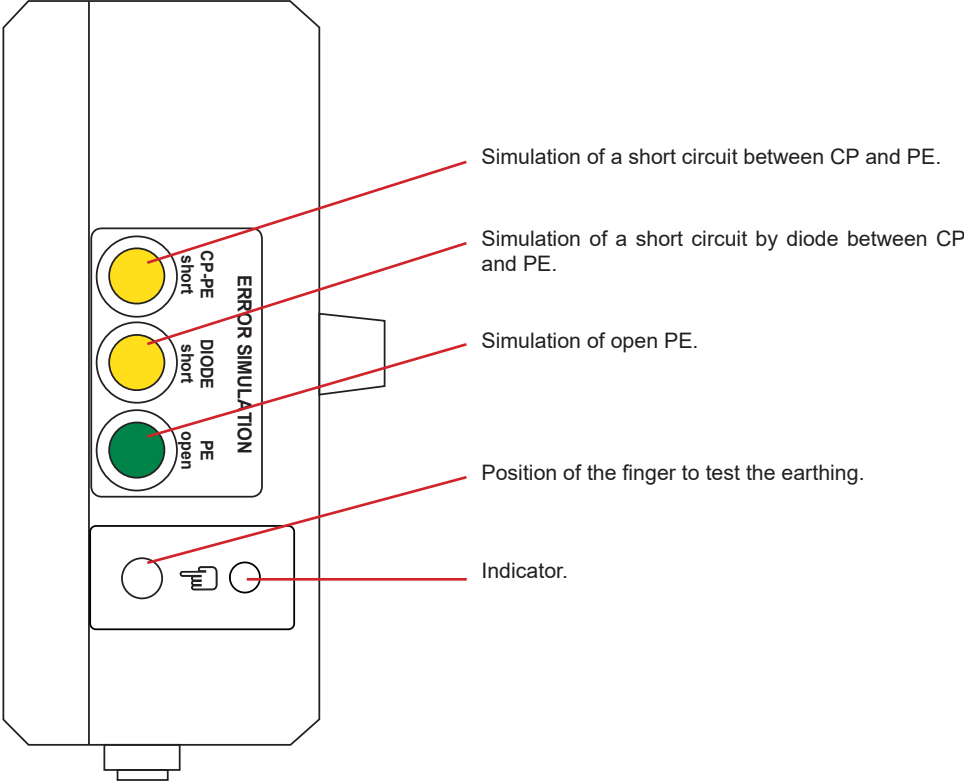 Simulation of a short circuit between CP and PE.
Simulation of a short circuit by diode between CP
and PE.
Simulation of open PE.
Position of the finger to test the earthing.
Indicator.
ERROR SIMULATION
CP-PE
short
DIODE
short
PE
open